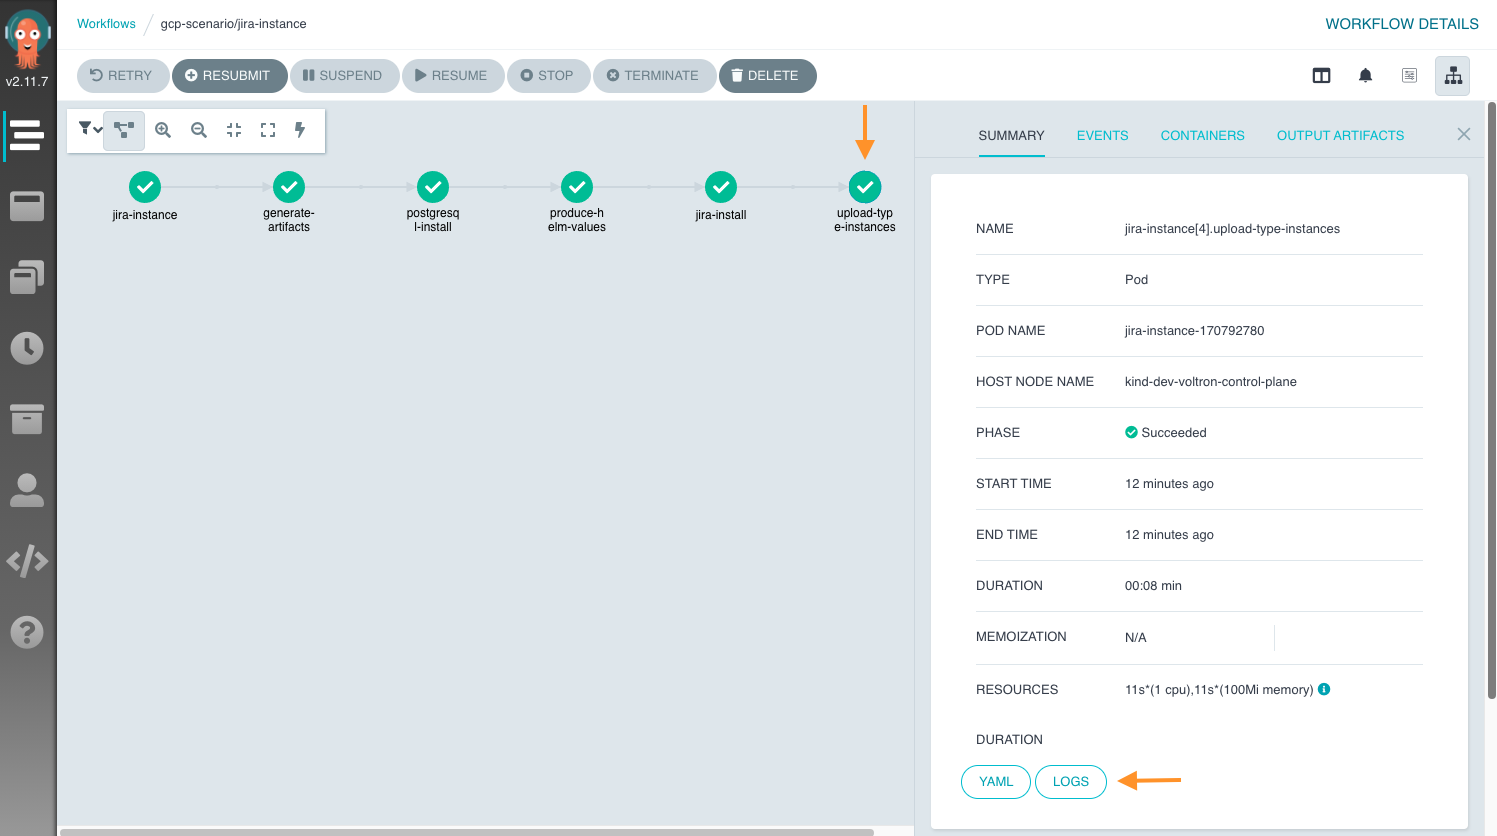 Workflows / gcp-scenario/jira-instance
WORKFLOW DETAILS
v2.11.7
RETRY
RESUBMIT
SUSPEND
RESUME
STOP
TERMINATE
DELETE
SUMMARY
EVENTS
CONTAINERS
OUTPUT ARTIFACTS
jira-instance
generate-
artifacts
postgresq
l-install
produce-h
elm-values
jira-install
upload-typ
e-instances
NAME jira-instance[4].upload-type-instances
TYPE Pod
POD NAME jira-instance-170792780
HOST NODE NAME kind-dev-voltron-control-plane
PHASE Succeeded
START TIME 12 minutes ago
END TIME 12 minutes ago
DURATION 00:08 min
MEMOIZATION N/A
RESOURCES 11s*(1 cpu),11s*(100Mi memory)
DURATION
YAML
LOGS